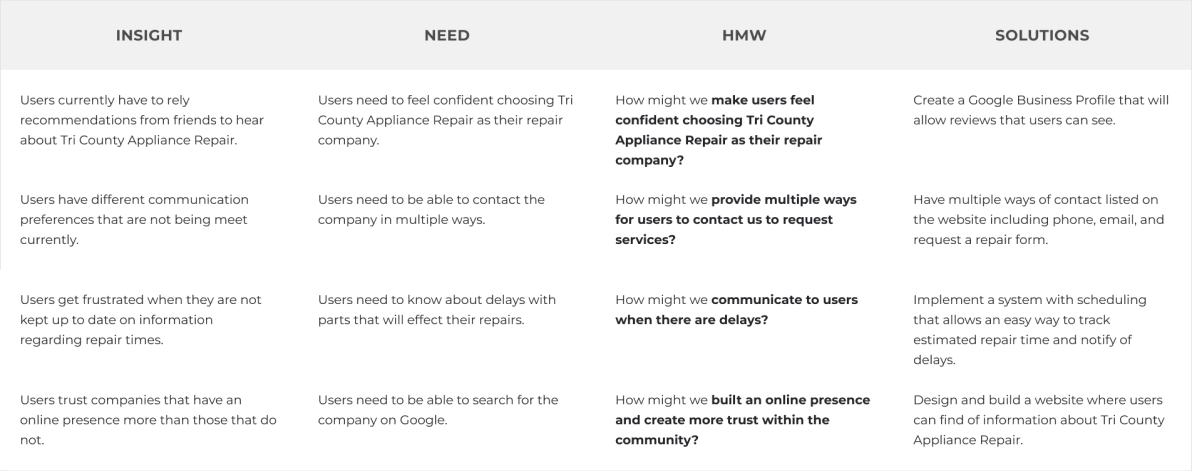 INSIGHT
NEED
HMW
SOLUTIONS
Users currently have to rely
recommendations from friends to hear
about Tri County Appliance Repair.
Users need to feel confident choosing Tri
County Appliance Repair as their repair
company.
How might we make users feel
confident choosing Tri County
Appliance Repair as their repair
company?
Create a Google Business Profile that will
allow reviews that users can see.
Users have different communication
preferences that are not being meet
currently.
Users need to be able to contact the
company in multiple ways.
How might we provide multiple ways
for users to contact us to request
services?
Have multiple ways of contact listed on
the website including phone, email, and
request a repair form.
Users get frustrated when they are not
kept up to date on information
regarding repair times.
Users need to know about delays with
parts that will effect their repairs.
How might we communicate to users
when there are delays?
Implement a system with scheduling
that allows an easy way to track
estimated repair time and notify of
delays.
Users trust companies that have an
online presence more than those that do
not.
Users need to be able to search for the
company on Google.
How might we built an online presence
and create more trust within the
community?
Design and build a website where users
can find of information about Tri County
Appliance Repair.